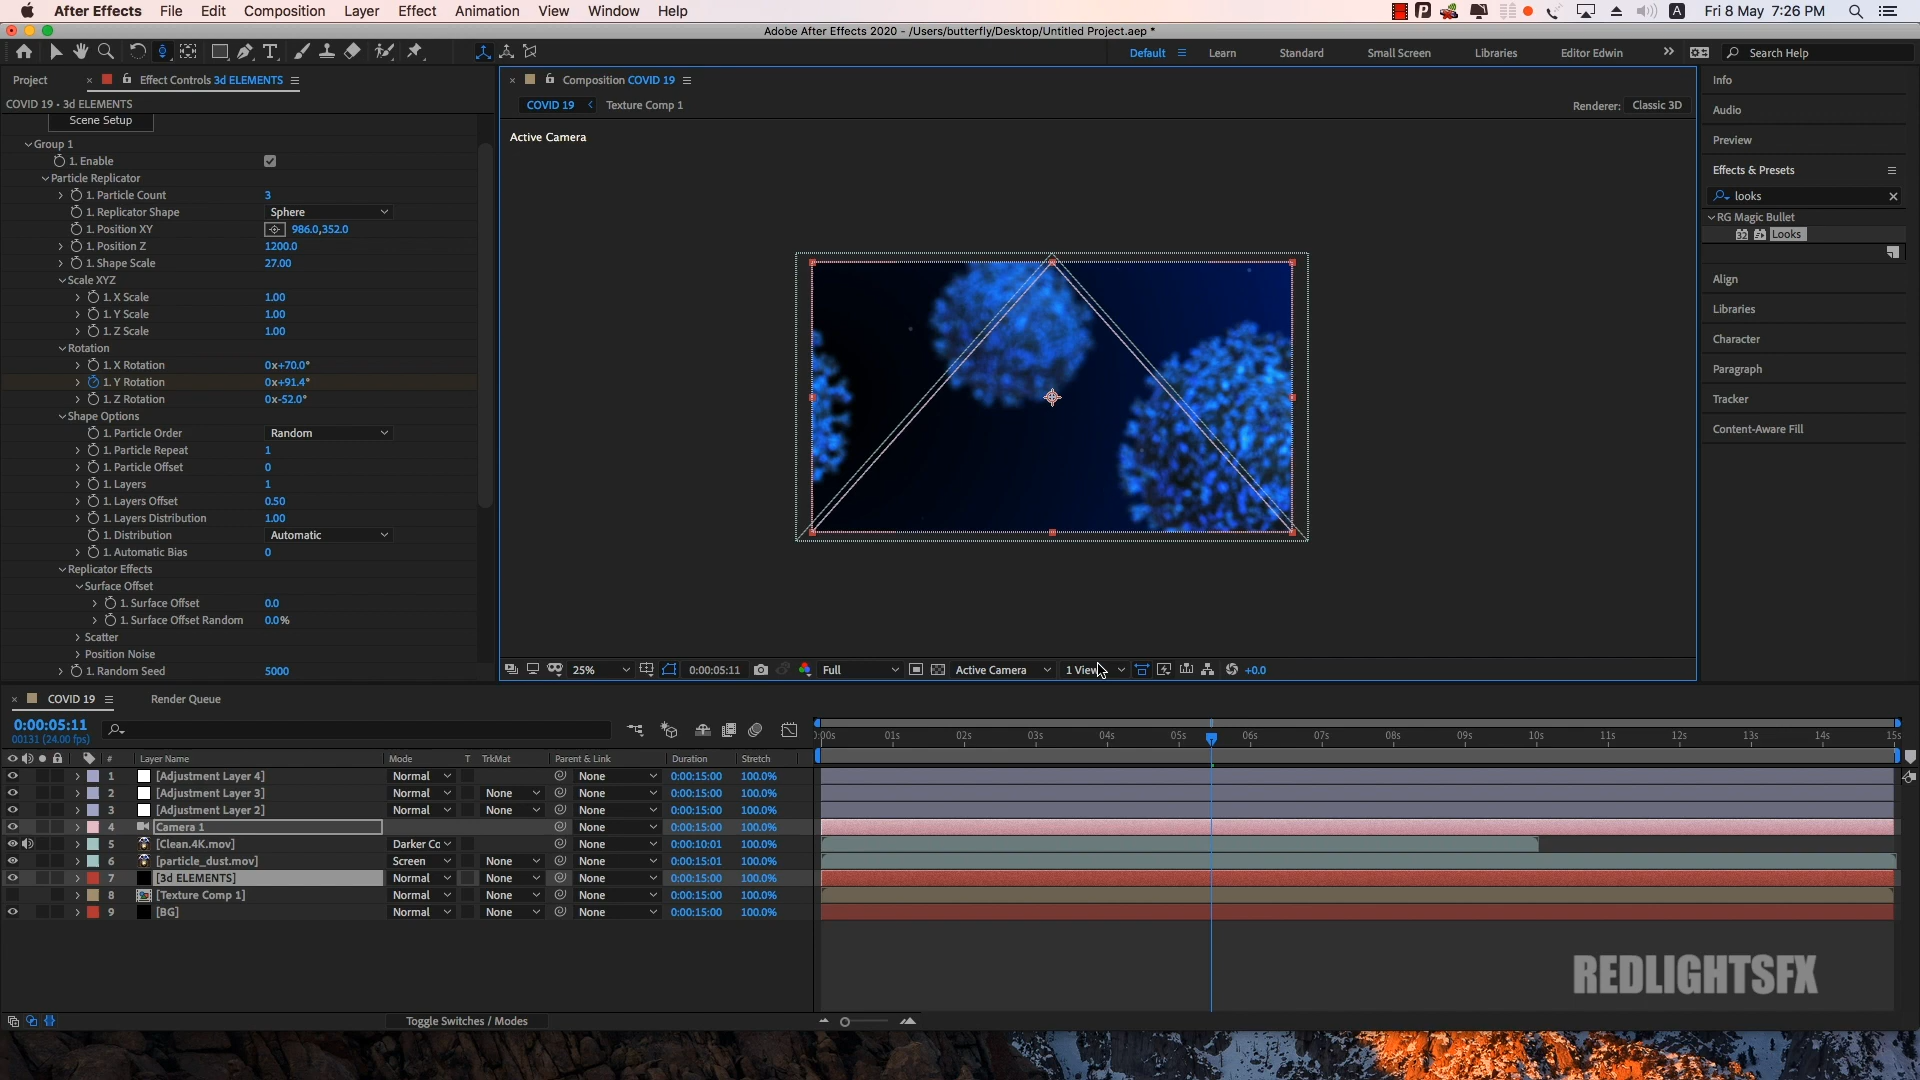 After Effects File Edit Composition Layer Effect Animation View Window Help
Fri 8 May 7:26 PM
Adobe After Effects 2020 - /Users/butterfly/Desktop/Untitled Project.aep *
Default Learn Standard Small Screen Libraries Editor Edwin Search Help
Project Effect Controls 3d ELEMENTS
COVID 19 • 3d ELEMENTS
Scene Setup
Group 1
1. Enable
Particle Replicator
1. Particle Count 3
1. Replicator Shape Sphere
1. Position XY 986.0,352.0
1. Position Z 1200.0
1. Shape Scale 27.00
Scale XYZ
1. X Scale 1.00
1. Y Scale 1.00
1. Z Scale 1.00
Rotation
1. X Rotation 0x+70.0°
1. Y Rotation 0x+91.4°
1. Z Rotation 0x-52.0°
Shape Options
1. Particle Order Random
1. Particle Repeat 1
1. Particle Offset 0
1. Layers 1
1. Layers Offset 0.50
1. Layers Distribution 1.00
1. Distribution Automatic
1. Automatic Bias 0
Replicator Effects
Surface Offset
1. Surface Offset 0.0
1. Surface Offset Random 0.0%
Scatter
Position Noise
1. Random Seed 5000
Composition COVID 19
COVID 19 Texture Comp 1
Renderer: Classic 3D
Active Camera
25% 0:00:05:11 Full Active Camera 1 View +0.0
Info
Audio
Preview
Effects & Presets
looks
RG Magic Bullet
32 Looks
Align
Libraries
Character
Paragraph
Tracker
Content-Aware Fill
COVID 19 Render Queue
0:00:05:11
00131 (24.00 fps)
# Layer Name Mode T TrkMat Parent & Link Duration Stretch
:00s 01s 02s 03s 04s 05s 06s 07s 08s 09s 10s 11s 12s 13s 14s 15s
1 [Adjustment Layer 4] Normal None 0:00:15:00 100.0%
2 [Adjustment Layer 3] Normal None None 0:00:15:00 100.0%
3 [Adjustment Layer 2] Normal None None 0:00:15:00 100.0%
4 Camera 1 None 0:00:15:00 100.0%
5 [Clean.4K.mov] Darker Cc None 0:00:10:01 100.0%
6 [particle_dust.mov] Screen None None 0:00:15:01 100.0%
7 [3d ELEMENTS] Normal None None 0:00:15:00 100.0%
8 [Texture Comp 1] Normal None None 0:00:15:00 100.0%
9 [BG] Normal None None 0:00:15:00 100.0%
REDLIGHTSFX
Toggle Switches / Modes